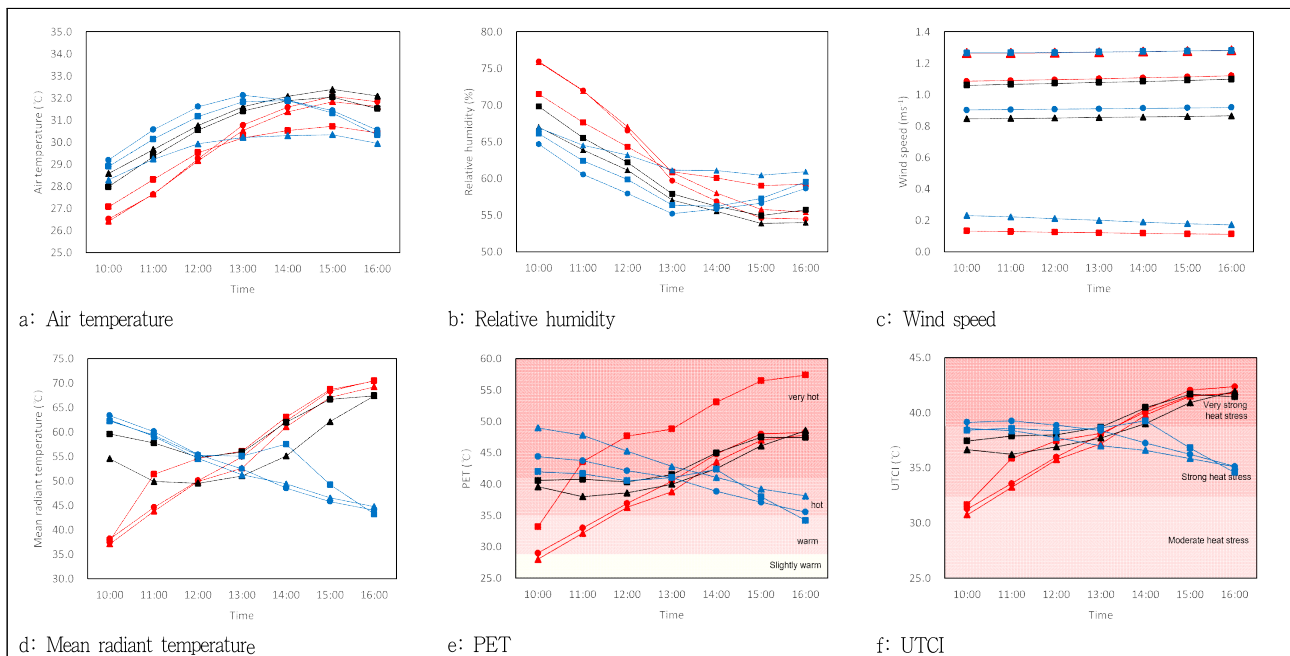 35.0
34.0
33.0
32.0
31.0
30.0
29.0
28.0
27.0
26.0
25.0
Air temperature (℃)
10:00 11:00 12:00 13:00 14:00 15:00 16:00
Time
a: Air temperature
80.0
75.0
70.0
65.0
60.0
55.0
50.0
Relative humidity (%)
10:00 11:00 12:00 13:00 14:00 15:00 16:00
Time
b: Relative humidity
1.4
1.2
1.0
0.8
0.6
0.4
0.2
0.0
Wind speed (ms⁻¹)
10:00 11:00 12:00 13:00 14:00 15:00 16:00
Time
c: Wind speed
75.0
70.0
65.0
60.0
55.0
50.0
45.0
40.0
35.0
30.0
Mean radiant temperature (℃)
10:00 11:00 12:00 13:00 14:00 15:00 16:00
Time
d: Mean radiant temperature
60.0
55.0
50.0
45.0
40.0
35.0
30.0
25.0
PET (℃)
very hot
hot
warm
Slightly warm
10:00 11:00 12:00 13:00 14:00 15:00 16:00
Time
e: PET
45.0
40.0
35.0
30.0
25.0
UTCI (℃)
Very strong
heat stress
Strong heat stress
Moderate heat stress
10:00 11:00 12:00 13:00 14:00 15:00 16:00
Time
f: UTCI